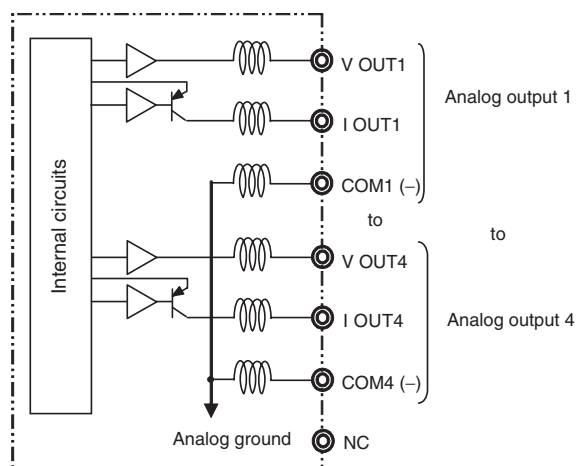 V OUT1
Analog output 1
I OUT1
COM1 (–)
to
to
Internal circuits
V OUT4
I OUT4
Analog output 4
COM4 (–)
Analog ground
NC